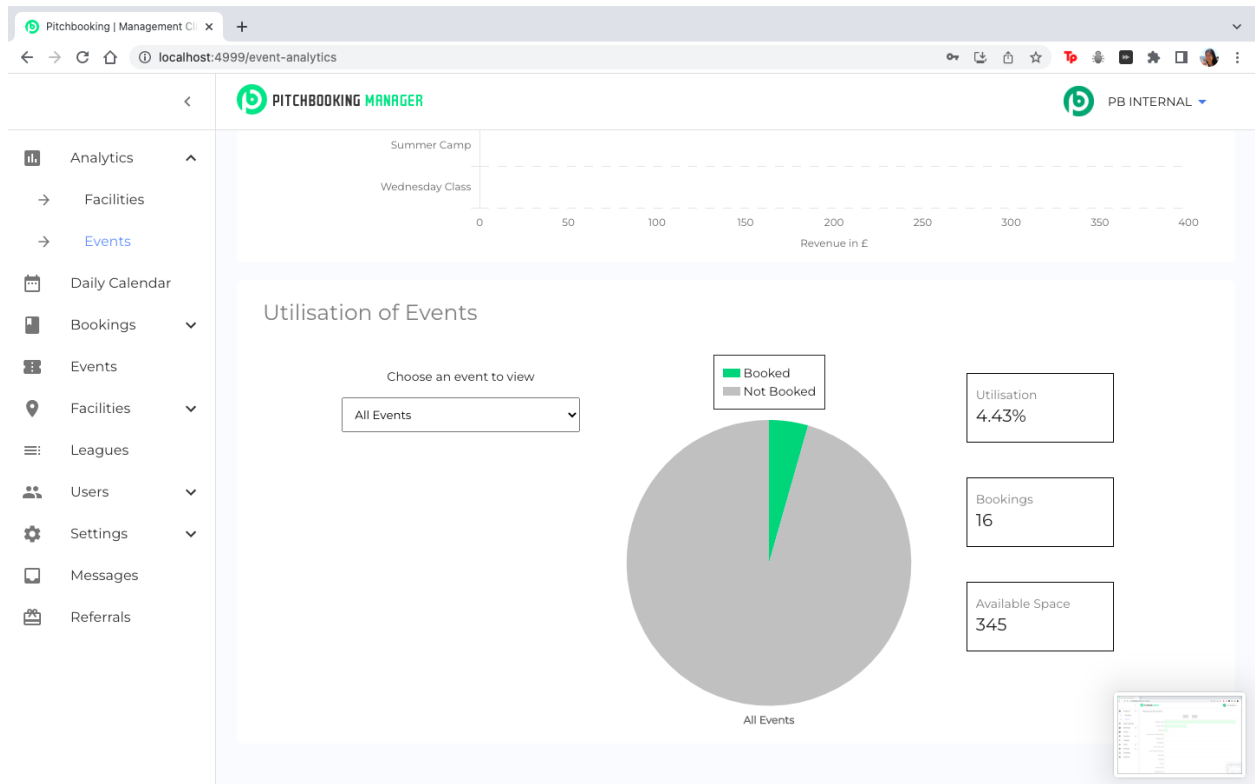 Pitchbooking | Management Cli
localhost:4999/event-analytics
PITCHBOOKING MANAGER
PB INTERNAL
Analytics
Facilities
Events
Daily Calendar
Bookings
Events
Facilities
Leagues
Users
Settings
Messages
Referrals
Summer Camp
Wednesday Class
0 50 100 150 200 250 300 350 400
Revenue in £
Utilisation of Events
Choose an event to view
All Events
Booked
Not Booked
All Events
Utilisation
4.43%
Bookings
16
Available Space
345